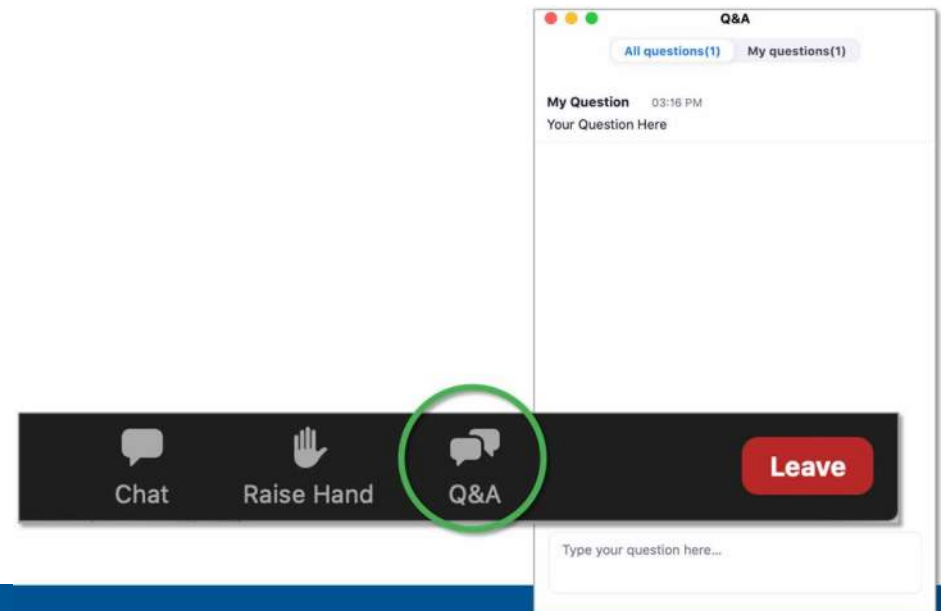 Q&A
All questions(1) My questions(1)
My Question 03:16 PM
Your Question Here
Chat Raise Hand Q&A Leave
Type your question here...